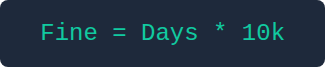 Fine = Days * 10k